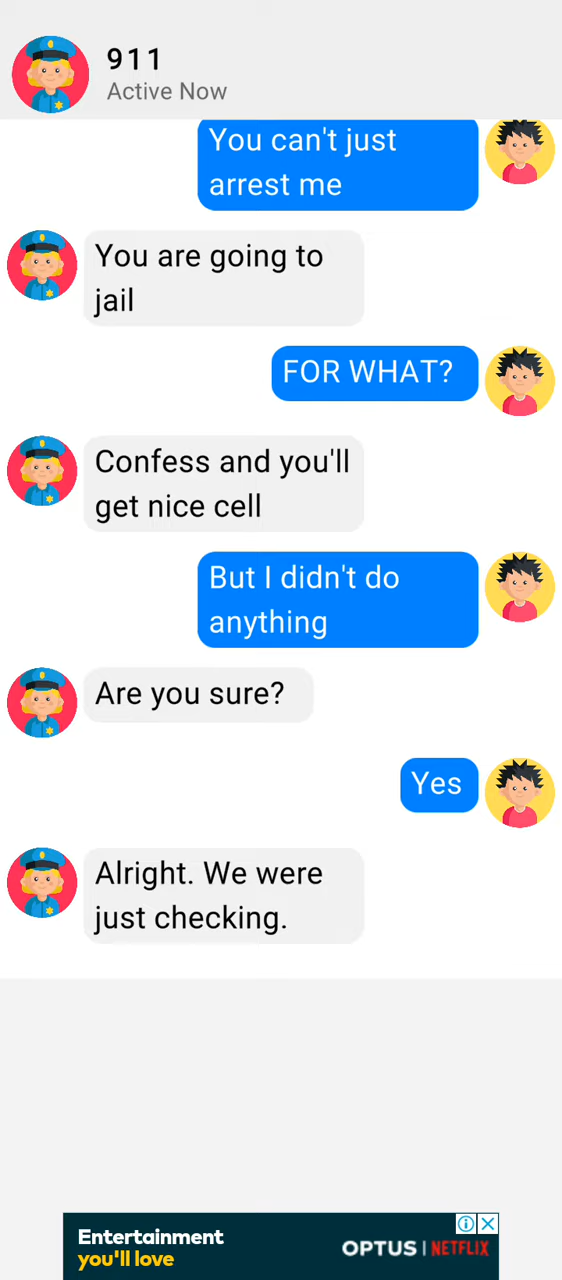 911
Active Now
You can't just
arrest me
You are going to
jail
FOR WHAT?
Confess and you'll
get nice cell
But I didn't do
anything
Are you sure?
Yes
Alright. We were
just checking.
Entertainment
you'll love
OPTUS | NETFLIX